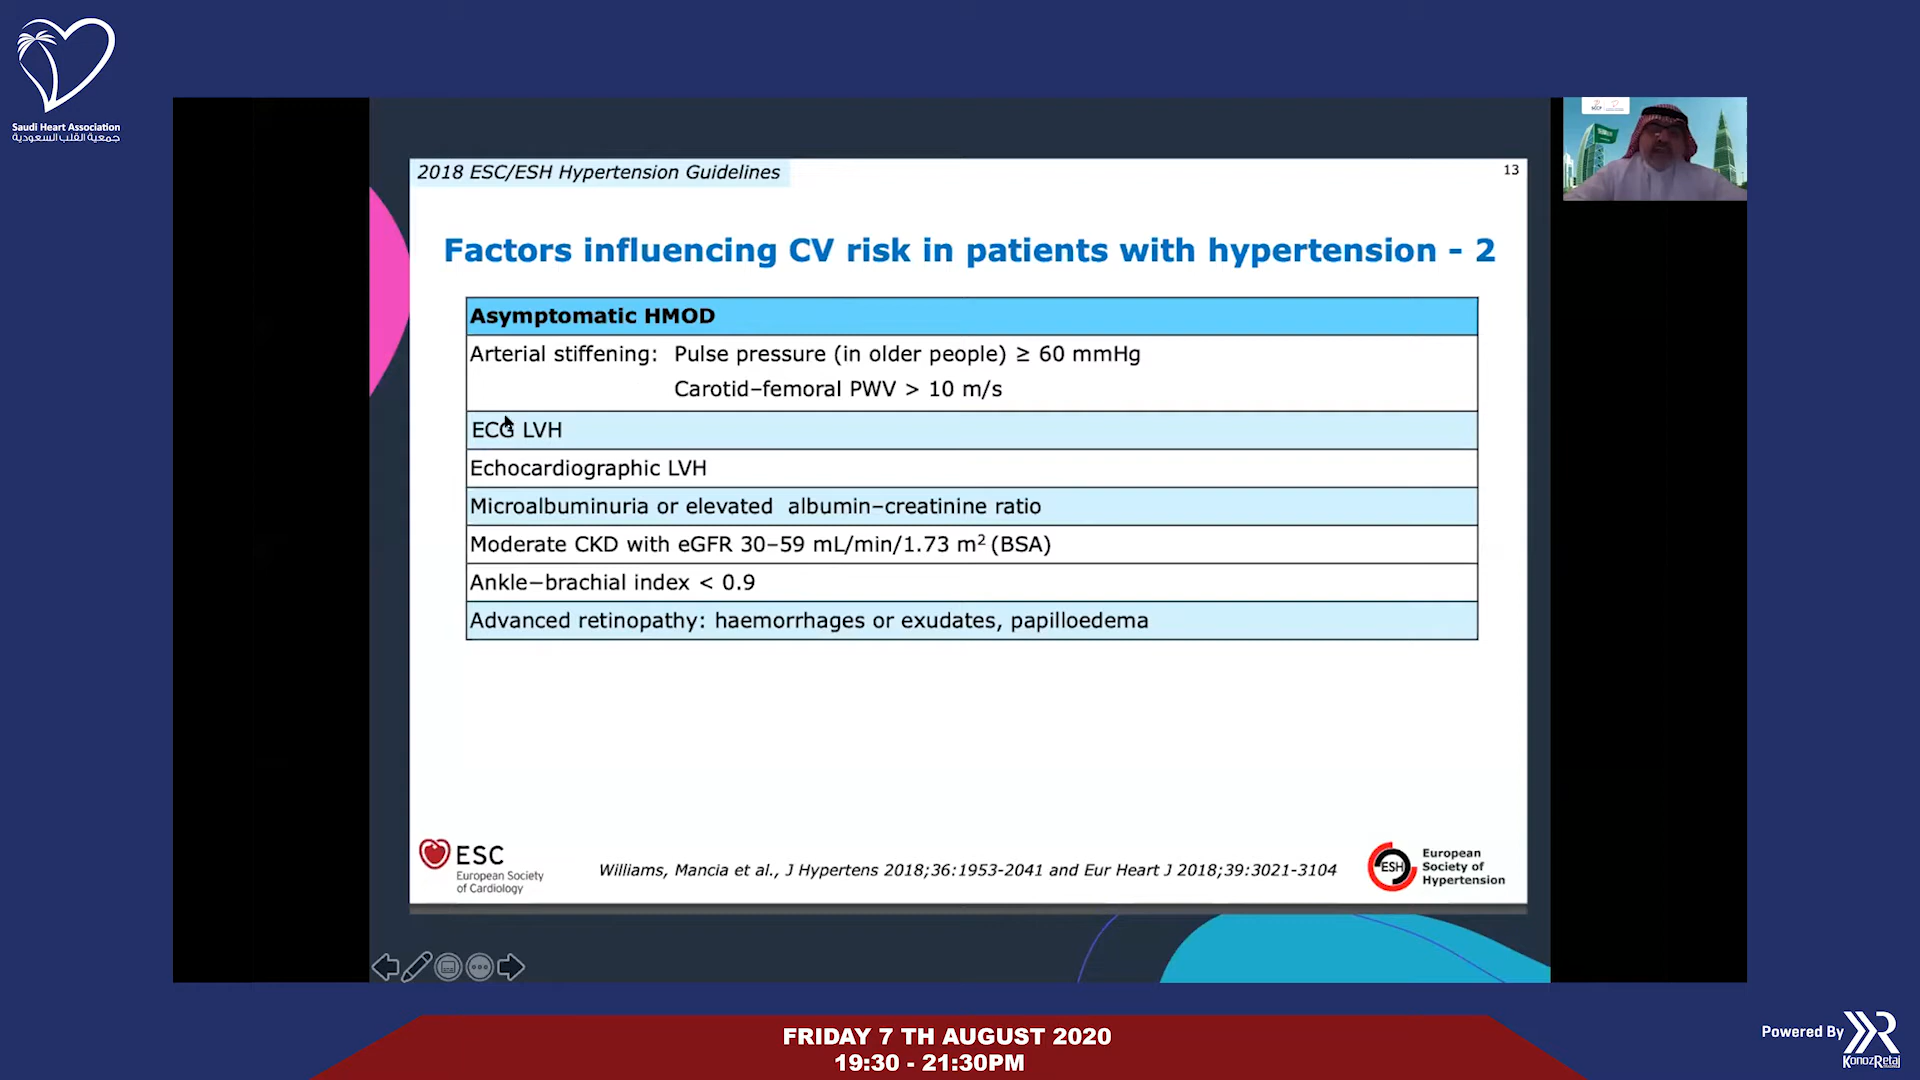 Saudi Heart Association
جمعية القلب السعودية
2018 ESC/ESH Hypertension Guidelines
13
Factors influencing CV risk in patients with hypertension - 2
Asymptomatic HMOD
Arterial stiffening: Pulse pressure (in older people) ≥ 60 mmHg
Carotid–femoral PWV > 10 m/s
ECG LVH
Echocardiographic LVH
Microalbuminuria or elevated albumin–creatinine ratio
Moderate CKD with eGFR 30–59 mL/min/1.73 m² (BSA)
Ankle–brachial index < 0.9
Advanced retinopathy: haemorrhages or exudates, papilloedema
ESC
European Society
of Cardiology
Williams, Mancia et al., J Hypertens 2018;36:1953-2041 and Eur Heart J 2018;39:3021-3104
ESH
European
Society of
Hypertension
FRIDAY 7 TH AUGUST 2020
19:30 - 21:30PM
Powered By
KonozRetaj